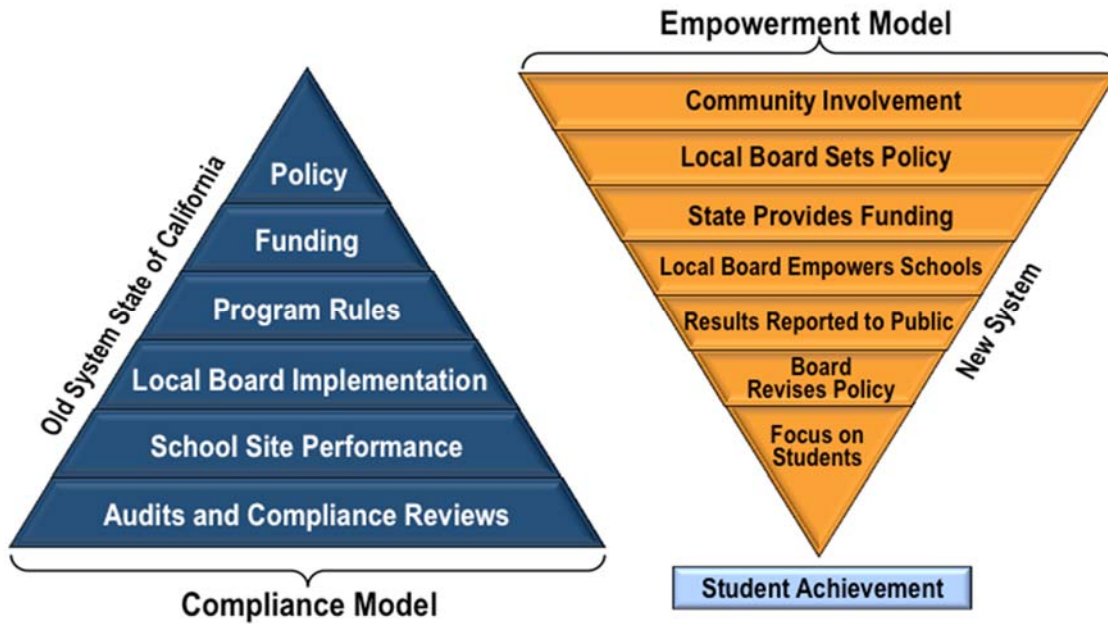 Old System State of California
Policy
Funding
Program Rules
Local Board Implementation
School Site Performance
Audits and Compliance Reviews
Compliance Model
Empowerment Model
Community Involvement
Local Board Sets Policy
State Provides Funding
Local Board Empowers Schools
Results Reported to Public
Board
Revises Policy
Focus on
Students
New System
Student Achievement